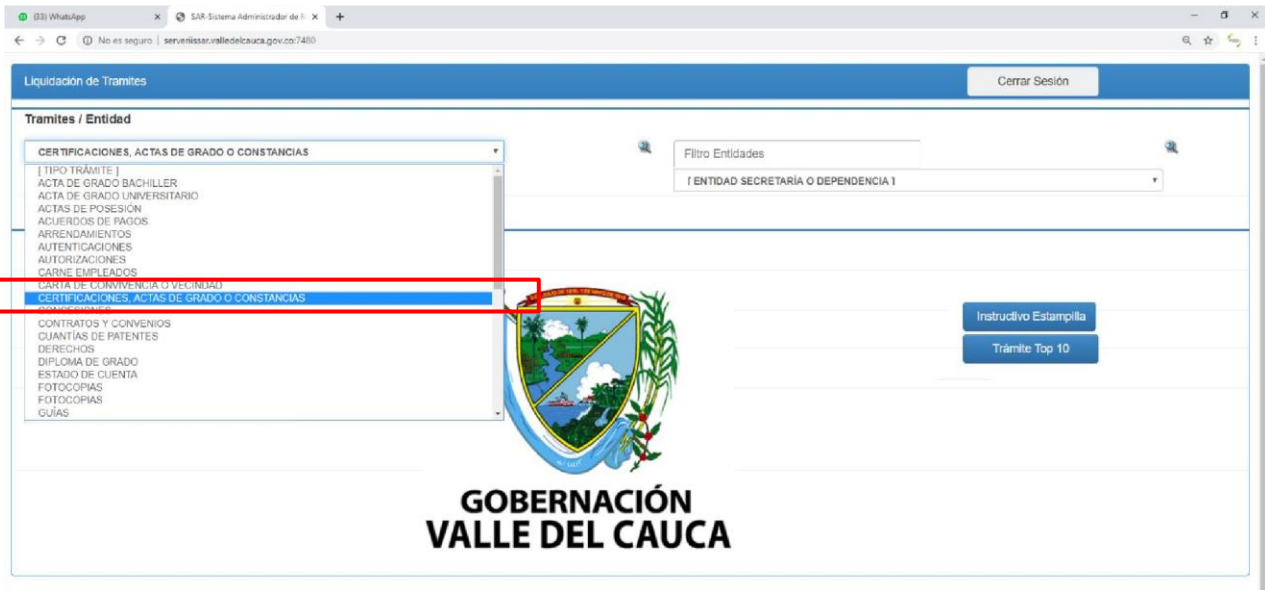 (33) WhatsApp
SAR-Sistema Administrador de R
No es seguro | serveriissar.valledelcauca.gov.co:7480
Liquidación de Tramites
Cerrar Sesión
Tramites / Entidad
CERTIFICACIONES, ACTAS DE GRADO O CONSTANCIAS
Filtro Entidades
[ TIPO TRÁMITE ]
[ ENTIDAD SECRETARÍA O DEPENDENCIA ]
ACTA DE GRADO BACHILLER
ACTA DE GRADO UNIVERSITARIO
ACTAS DE POSESIÓN
ACUERDOS DE PAGOS
ARRENDAMIENTOS
AUTENTICACIONES
AUTORIZACIONES
CARNE EMPLEADOS
CARTA DE CONVIVENCIA O VECINDAD
CERTIFICACIONES, ACTAS DE GRADO O CONSTANCIAS
CONCESIONES
CONTRATOS Y CONVENIOS
CUANTÍAS DE PATENTES
DERECHOS
DIPLOMA DE GRADO
ESTADO DE CUENTA
FOTOCOPIAS
FOTOCOPIAS
GUÍAS
Instructivo Estampilla
Trámite Top 10
GOBERNACIÓN
VALLE DEL CAUCA